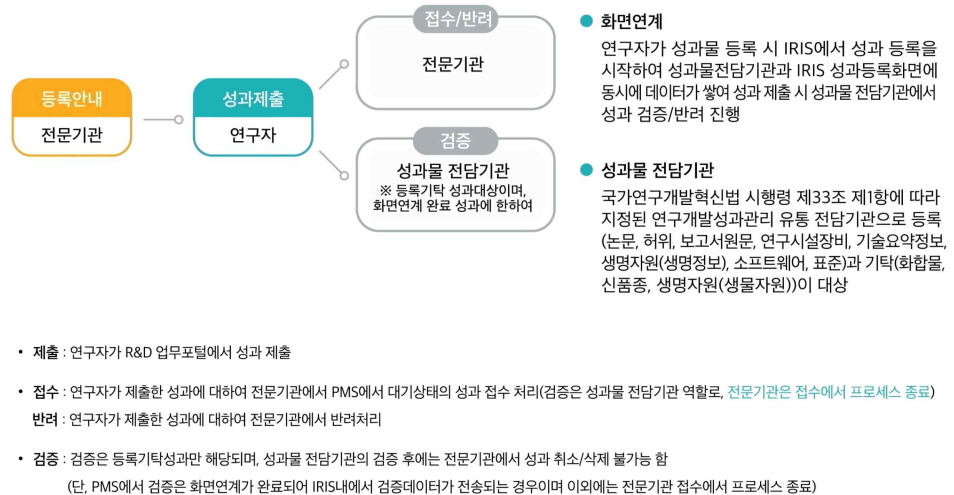 등록안내
전문기관
성과제출
연구자
접수/반려
전문기관
검증
성과물 전담기관
※ 등록기탁 성과대상이며,
화면연계 완료 성과에 한하여
● 화면연계
연구자가 성과물 등록 시 IRIS에서 성과 등록을
시작하여 성과물전담기관과 IRIS 성과등록화면에
동시에 데이터가 쌓여 성과 제출 시 성과물 전담기관에서
성과 검증/반려 진행
● 성과물 전담기관
국가연구개발혁신법 시행령 제33조 제1항에 따라
지정된 연구개발성과관리 유통 전담기관으로 등록
(논문, 허위, 보고서원문, 연구시설장비, 기술요약정보,
생명자원(생명정보), 소프트웨어, 표준)과 기탁(화합물,
신품종, 생명자원(생물자원))이 대상
• 제출 : 연구자가 R&D 업무포털에서 성과 제출
• 접수 : 연구자가 제출한 성과에 대하여 전문기관에서 PMS에서 대기상태의 성과 접수 처리(검증은 성과물 전담기관 역할로, 전문기관은 접수에서 프로세스 종료)
반려 : 연구자가 제출한 성과에 대하여 전문기관에서 반려처리
• 검증 : 검증은 등록기탁성과만 해당되며, 성과물 전담기관의 검증 후에는 전문기관에서 성과 취소/삭제 불가능 함
(단, PMS에서 검증은 화면연계가 완료되어 IRIS내에서 검증데이터가 전송되는 경우이며 이외에는 전문기관 접수에서 프로세스 종료)